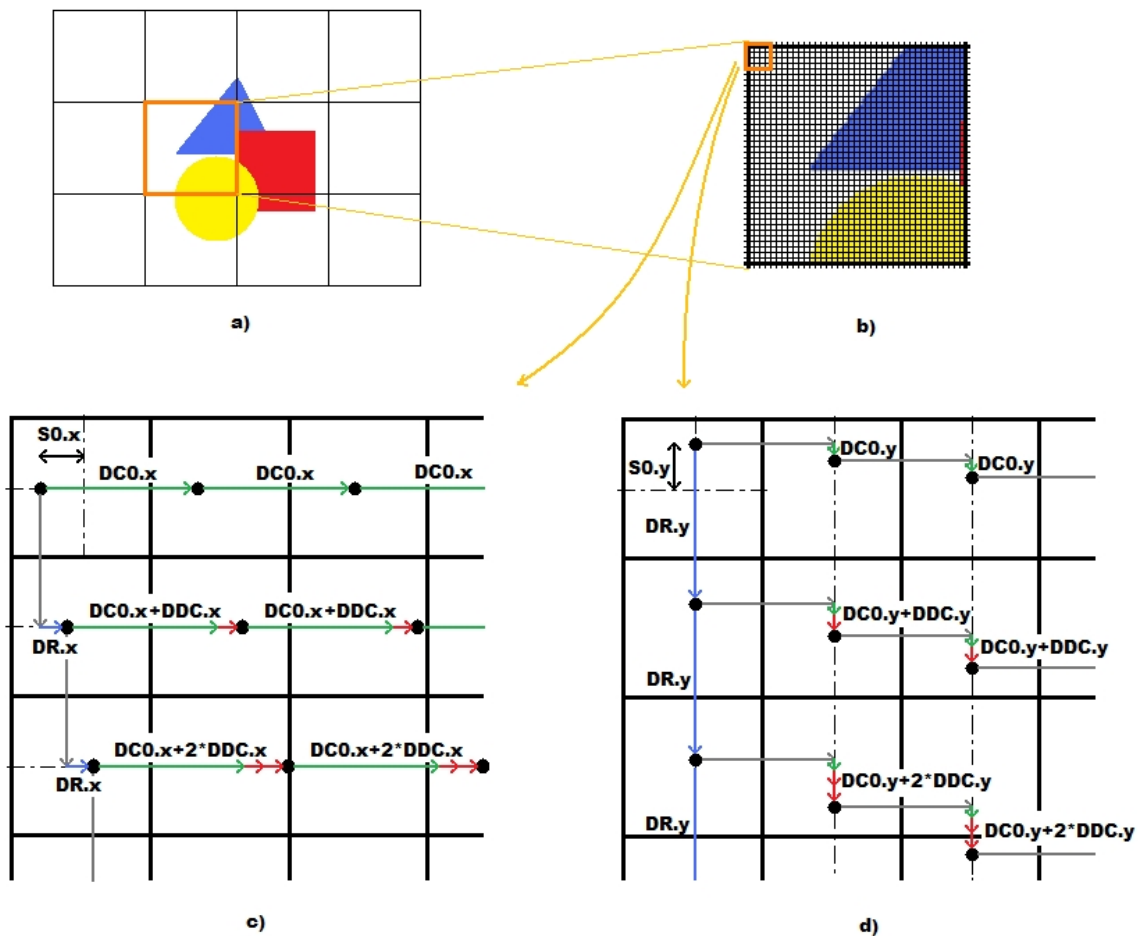 a)
b)
S0.x
DC0.x
DC0.x
DC0.x
DC0.x+DDC.x
DC0.x+DDC.x
DR.x
DC0.x+2*DDC.x
DC0.x+2*DDC.x
DR.x
c)
DC0.y
S0.y
DC0.y
DR.y
DC0.y+DDC.y
DC0.y+DDC.y
DR.y
DC0.y+2*DDC.y
DR.y
DC0.y+2*DDC.y
d)